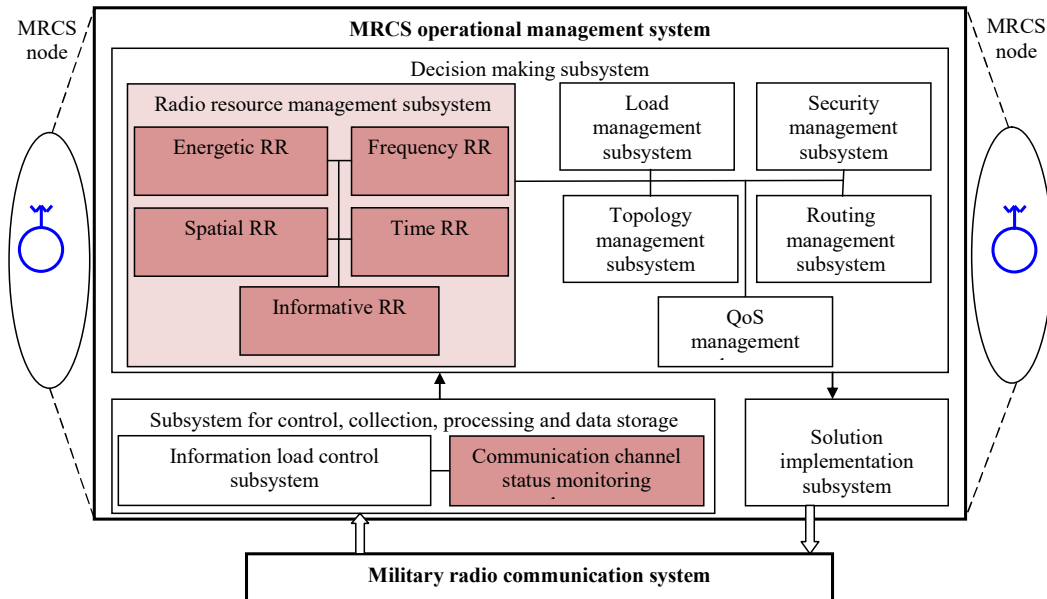 MRCS
node
MRCS operational management system
MRCS
node
Decision making subsystem
Radio resource management subsystem
Energetic RR
Frequency RR
Spatial RR
Time RR
Informative RR
Load
management
subsystem
Security
management
subsystem
Topology
management
subsystem
Routing
management
subsystem
QoS
management
Subsystem for control, collection, processing and data storage
Information load control
subsystem
Communication channel
status monitoring
Solution
implementation
subsystem
Military radio communication system